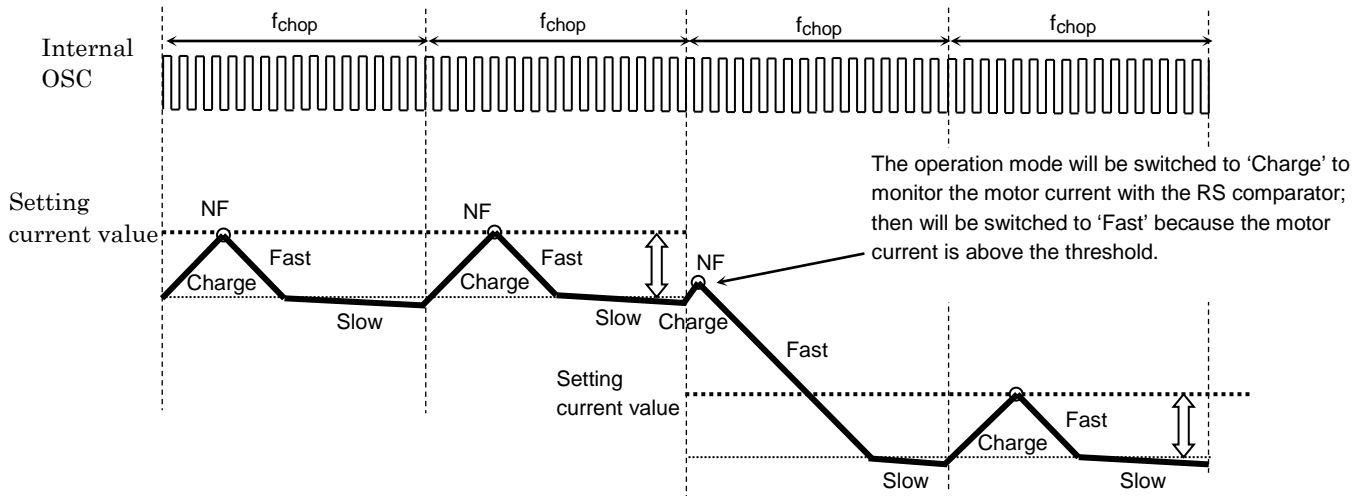 fchop
fchop
fchop
fchop
Internal
OSC
The operation mode will be switched to ‘Charge’ to
monitor the motor current with the RS comparator;
then will be switched to ‘Fast’ because the motor
current is above the threshold.
Setting
current value
NF
NF
NF
Fast
Charge
Fast
Charge
Slow
Slow
Charge
Fast
Setting
current value
Fast
Charge
Slow
Slow